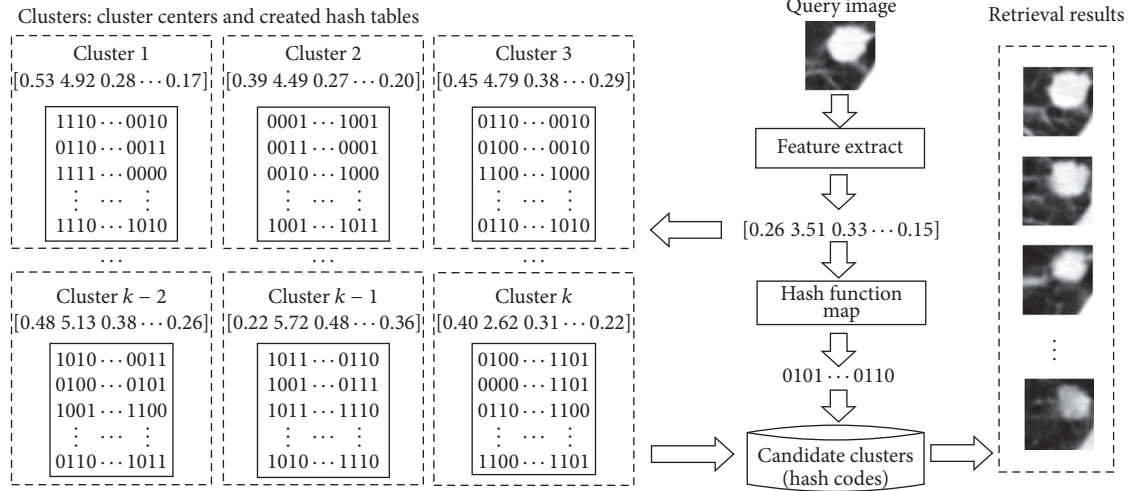 Clusters: cluster centers and created hash tables
Cluster 1
[0.53 4.92 0.28 ⋯ 0.17]
1110 ⋯ 0010
0110 ⋯ 0011
1111 ⋯ 0000
⋮ ⋯ ⋮
1110 ⋯ 1010
Cluster 2
[0.39 4.49 0.27 ⋯ 0.20]
0001 ⋯ 1001
0011 ⋯ 0001
0010 ⋯ 1000
⋮ ⋯ ⋮
1001 ⋯ 1011
Cluster 3
[0.45 4.79 0.38 ⋯ 0.29]
0110 ⋯ 0010
0100 ⋯ 0010
1100 ⋯ 1000
⋮ ⋯ ⋮
0110 ⋯ 1010
⋯
⋯
⋯
Cluster k − 2
[0.48 5.13 0.38 ⋯ 0.26]
1010 ⋯ 0011
0100 ⋯ 0101
1001 ⋯ 1100
⋮ ⋯ ⋮
0110 ⋯ 1011
Cluster k − 1
[0.22 5.72 0.48 ⋯ 0.36]
1011 ⋯ 0110
1001 ⋯ 0111
1011 ⋯ 1110
⋮ ⋯ ⋮
1010 ⋯ 1110
Cluster k
[0.40 2.62 0.31 ⋯ 0.22]
0100 ⋯ 1101
0000 ⋯ 1101
0110 ⋯ 1100
⋮ ⋯ ⋮
1100 ⋯ 1101
Query image
Feature extract
[0.26 3.51 0.33 ⋯ 0.15]
Hash function
map
0101 ⋯ 0110
Candidate clusters
(hash codes)
Retrieval results
⋮